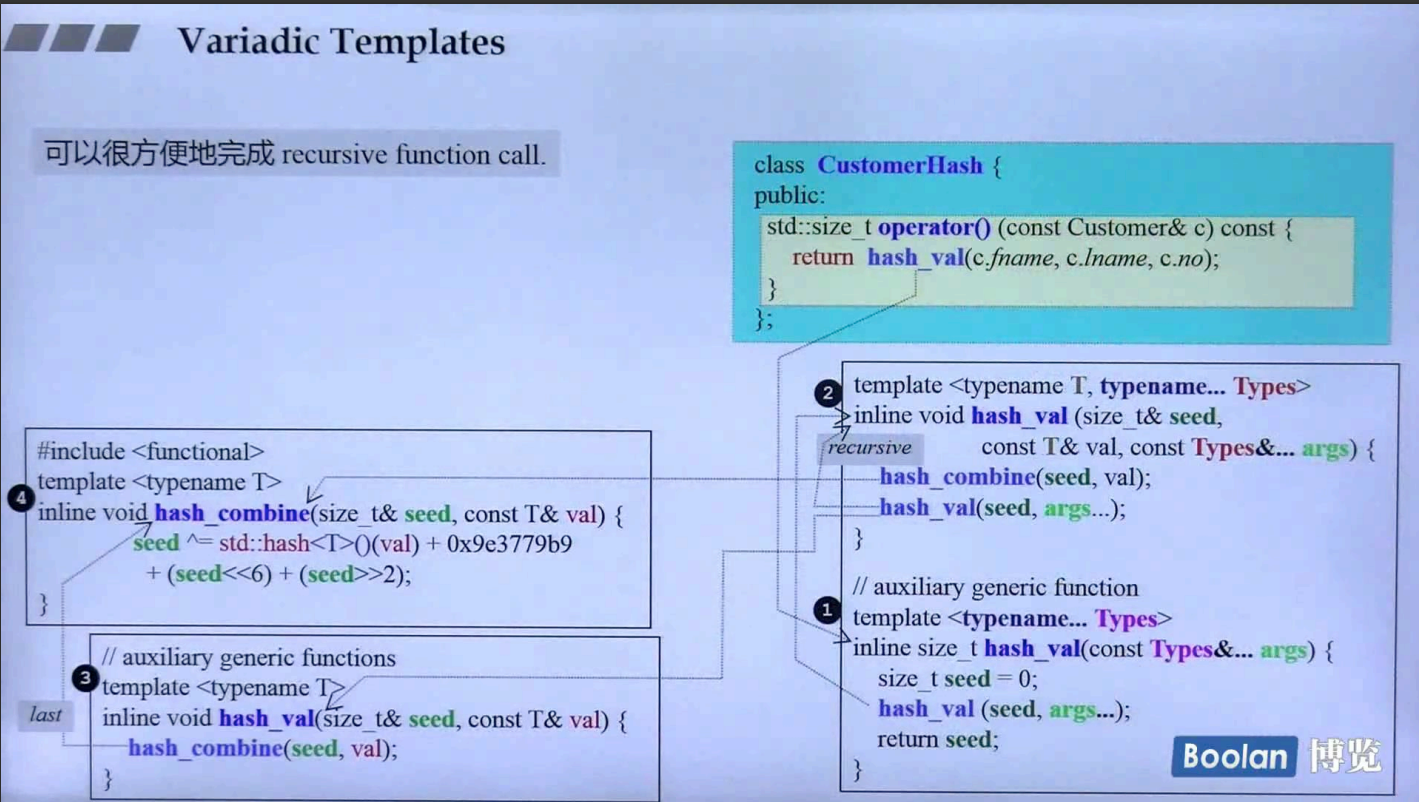 Variadic Templates
可以很方便地完成 recursive function call.
class CustomerHash {
public:
std::size_t operator() (const Customer& c) const {
return hash_val(c.fname, c.lname, c.no);
}
};
2
template <typename T, typename... Types>
inline void hash_val (size_t& seed,
const T& val, const Types&... args) {
recursive
hash_combine(seed, val);
hash_val(seed, args...);
}
// auxiliary generic function
1
template <typename... Types>
inline size_t hash_val(const Types&... args) {
size_t seed = 0;
hash_val (seed, args...);
return seed;
}
#include <functional>
template <typename T>
4
inline void hash_combine(size_t& seed, const T& val) {
seed ^= std::hash<T>()(val) + 0x9e3779b9
+ (seed<<6) + (seed>>2);
}
// auxiliary generic functions
3
template <typename T>
inline void hash_val(size_t& seed, const T& val) {
last
hash_combine(seed, val);
}
Boolan 博览